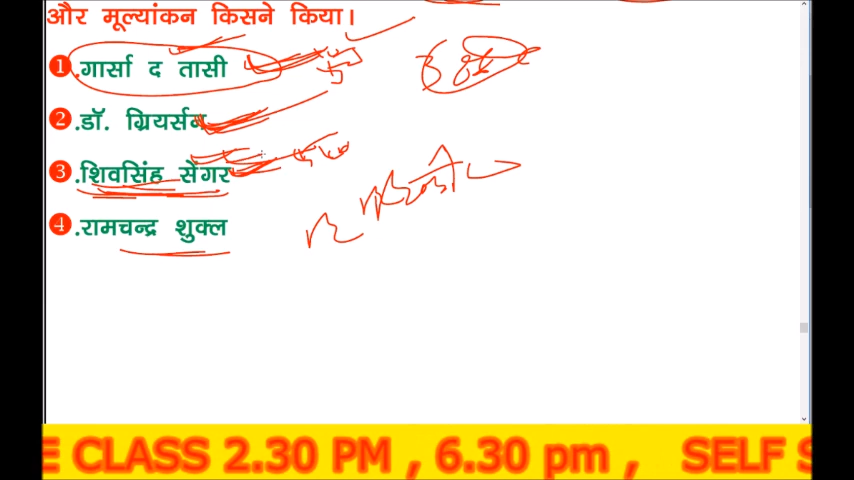 और मूल्यांकन किसने किया।
1.गार्सा द तासी
2.डॉ. ग्रियर्सन
3.शिवसिंह सेंगर
4.रामचन्द्र शुक्ल
E CLASS 2.30 PM , 6.30 pm , SELF S